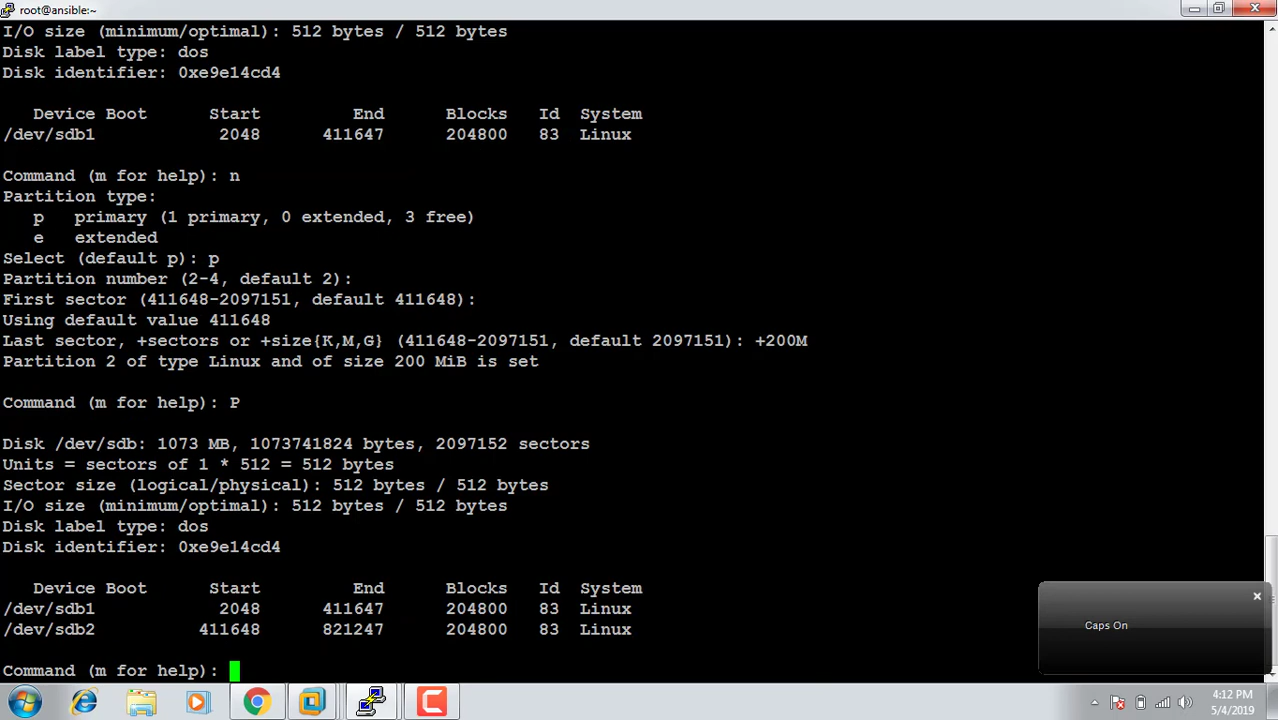 root@ansible:~
I/O size (minimum/optimal): 512 bytes / 512 bytes
Disk label type: dos
Disk identifier: 0xe9e14cd4
Device Boot Start End Blocks Id System
/dev/sdb1 2048 411647 204800 83 Linux
Command (m for help): n
Partition type:
p primary (1 primary, 0 extended, 3 free)
e extended
Select (default p): p
Partition number (2-4, default 2):
First sector (411648-2097151, default 411648):
Using default value 411648
Last sector, +sectors or +size{K,M,G} (411648-2097151, default 2097151): +200M
Partition 2 of type Linux and of size 200 MiB is set
Command (m for help): P
Disk /dev/sdb: 1073 MB, 1073741824 bytes, 2097152 sectors
Units = sectors of 1 * 512 = 512 bytes
Sector size (logical/physical): 512 bytes / 512 bytes
I/O size (minimum/optimal): 512 bytes / 512 bytes
Disk label type: dos
Disk identifier: 0xe9e14cd4
Device Boot Start End Blocks Id System
/dev/sdb1 2048 411647 204800 83 Linux
/dev/sdb2 411648 821247 204800 83 Linux
Command (m for help):
Caps On
4:12 PM
5/4/2019